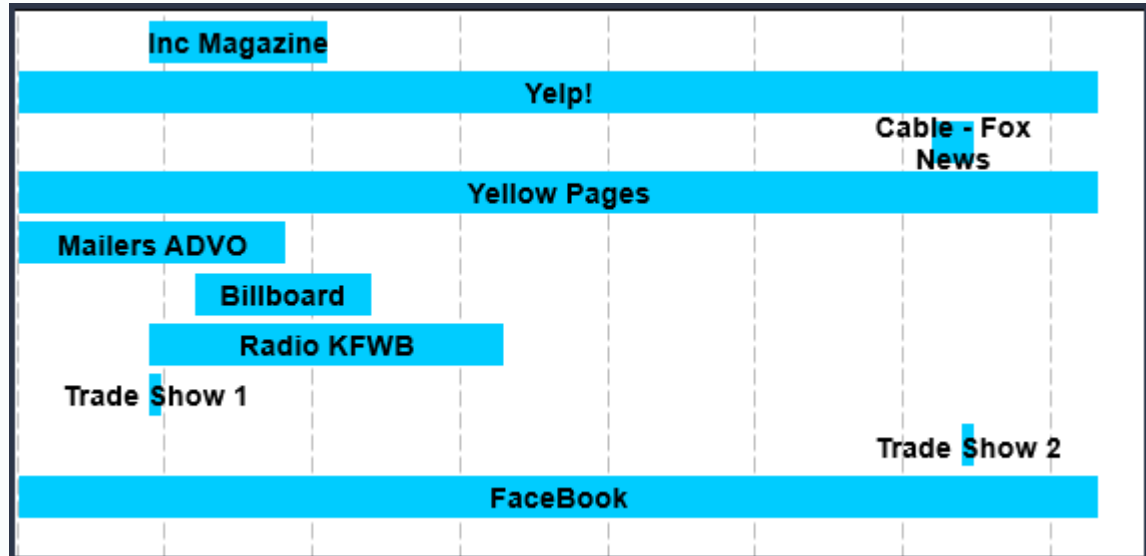 Inc Magazine
Yelp!
Cable - Fox
News
Yellow Pages
Mailers ADVO
Billboard
Radio KFWB
Trade Show 1
Trade Show 2
FaceBook